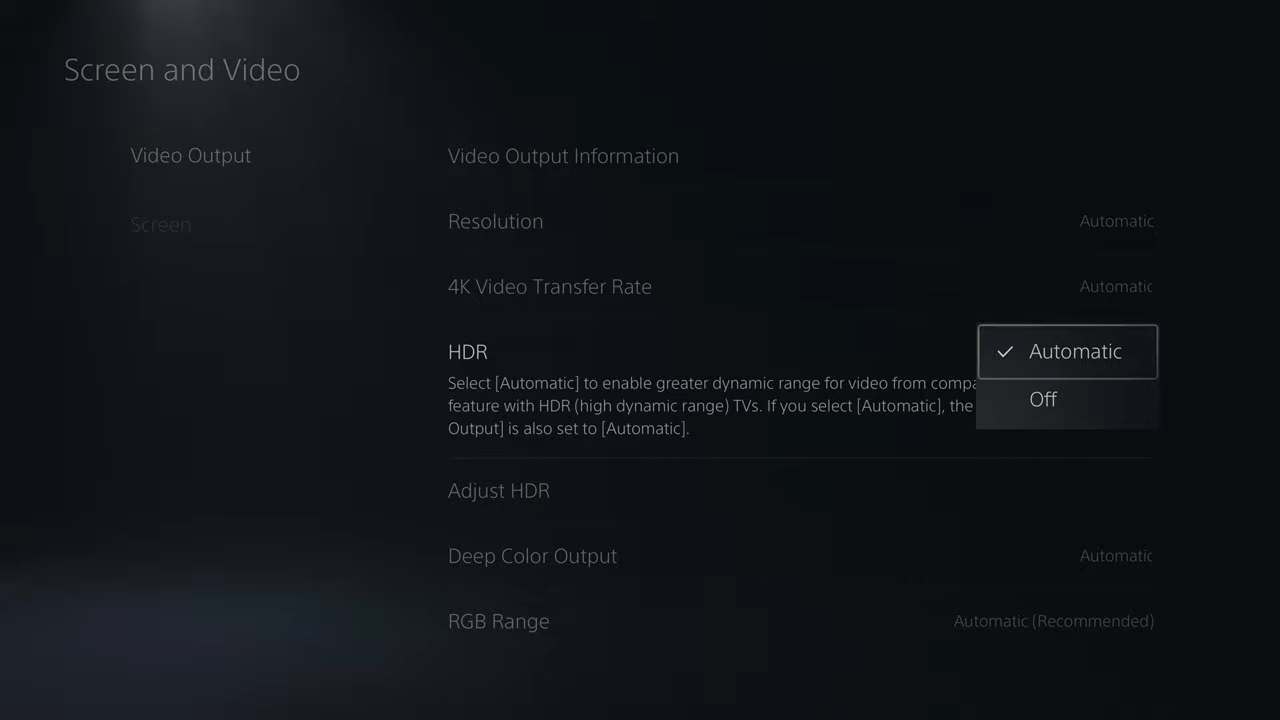 Screen and Video
Video Output
Screen
Video Output Information
Resolution
Automatic
4K Video Transfer Rate
Automatic
HDR
Select [Automatic] to enable greater dynamic range for video from compa
feature with HDR (high dynamic range) TVs. If you select [Automatic], the
Output] is also set to [Automatic].
Automatic
Off
Adjust HDR
Deep Color Output
Automatic
RGB Range
Automatic (Recommended)